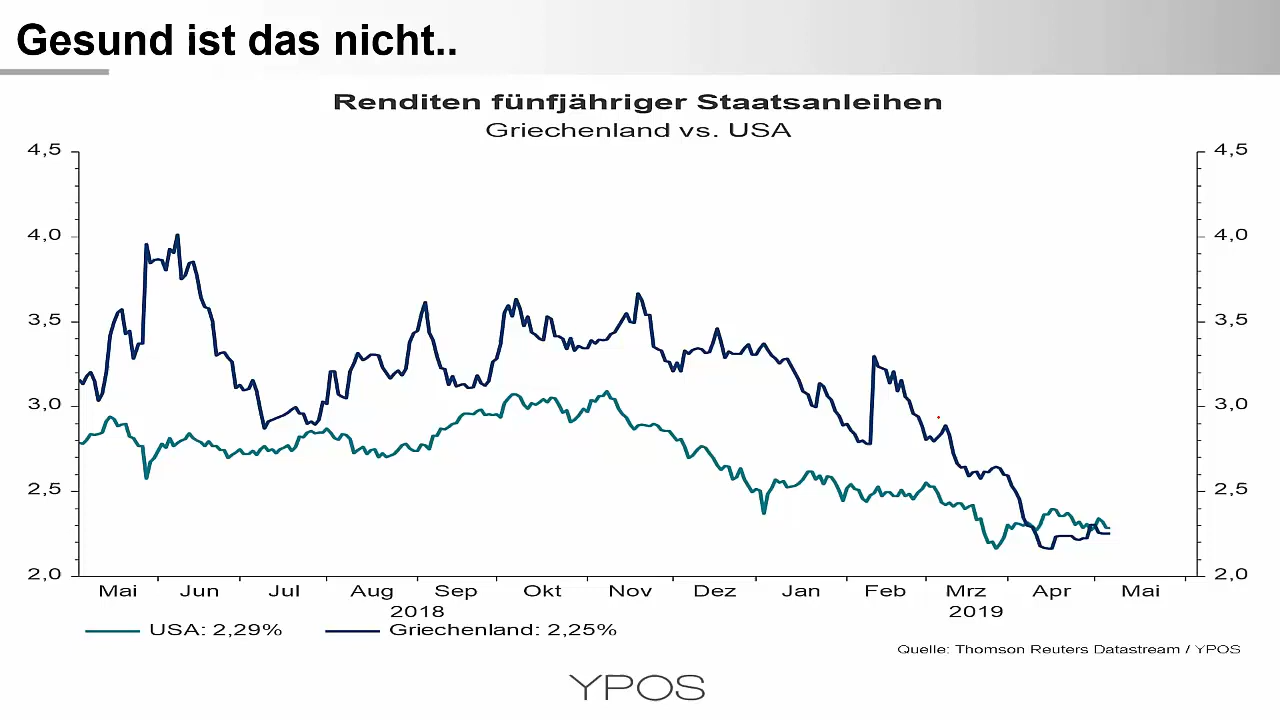 Gesund ist das nicht..
Renditen fünfjähriger Staatsanleihen
Griechenland vs. USA
4,5 4,5
4,0 4,0
3,5 3,5
3,0 3,0
2,5 2,5
2,0 2,0
Mai Jun Jul Aug Sep Okt Nov Dez Jan Feb Mrz Apr Mai
2018 2019
USA: 2,29% Griechenland: 2,25%
Quelle: Thomson Reuters Datastream / YPOS
YPOS